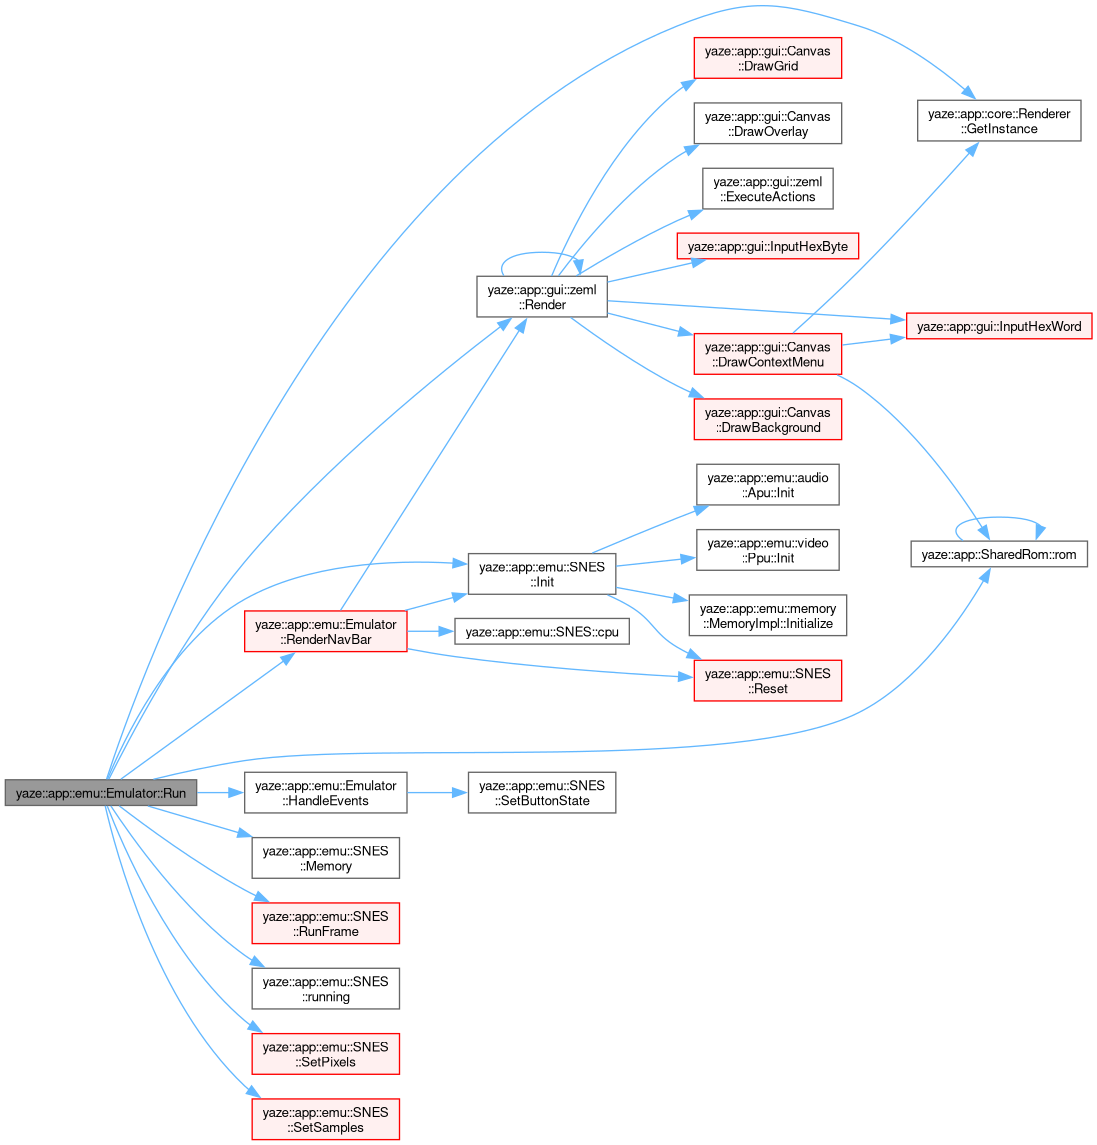 yaze::app::gui::Canvas
::DrawGrid
yaze::app::core::Renderer
::GetInstance
yaze::app::gui::Canvas
::DrawOverlay
yaze::app::gui::zeml
::ExecuteActions
yaze::app::gui::InputHexByte
yaze::app::gui::zeml
::Render
yaze::app::gui::InputHexWord
yaze::app::gui::Canvas
::DrawContextMenu
yaze::app::gui::Canvas
::DrawBackground
yaze::app::emu::audio
::Apu::Init
yaze::app::emu::video
::Ppu::Init
yaze::app::SharedRom::rom
yaze::app::emu::SNES
::Init
yaze::app::emu::memory
::MemoryImpl::Initialize
yaze::app::emu::Emulator
::RenderNavBar
yaze::app::emu::SNES::cpu
yaze::app::emu::SNES
::Reset
yaze::app::emu::Emulator::Run
yaze::app::emu::Emulator
::HandleEvents
yaze::app::emu::SNES
::SetButtonState
yaze::app::emu::SNES
::Memory
yaze::app::emu::SNES
::RunFrame
yaze::app::emu::SNES
::running
yaze::app::emu::SNES
::SetPixels
yaze::app::emu::SNES
::SetSamples